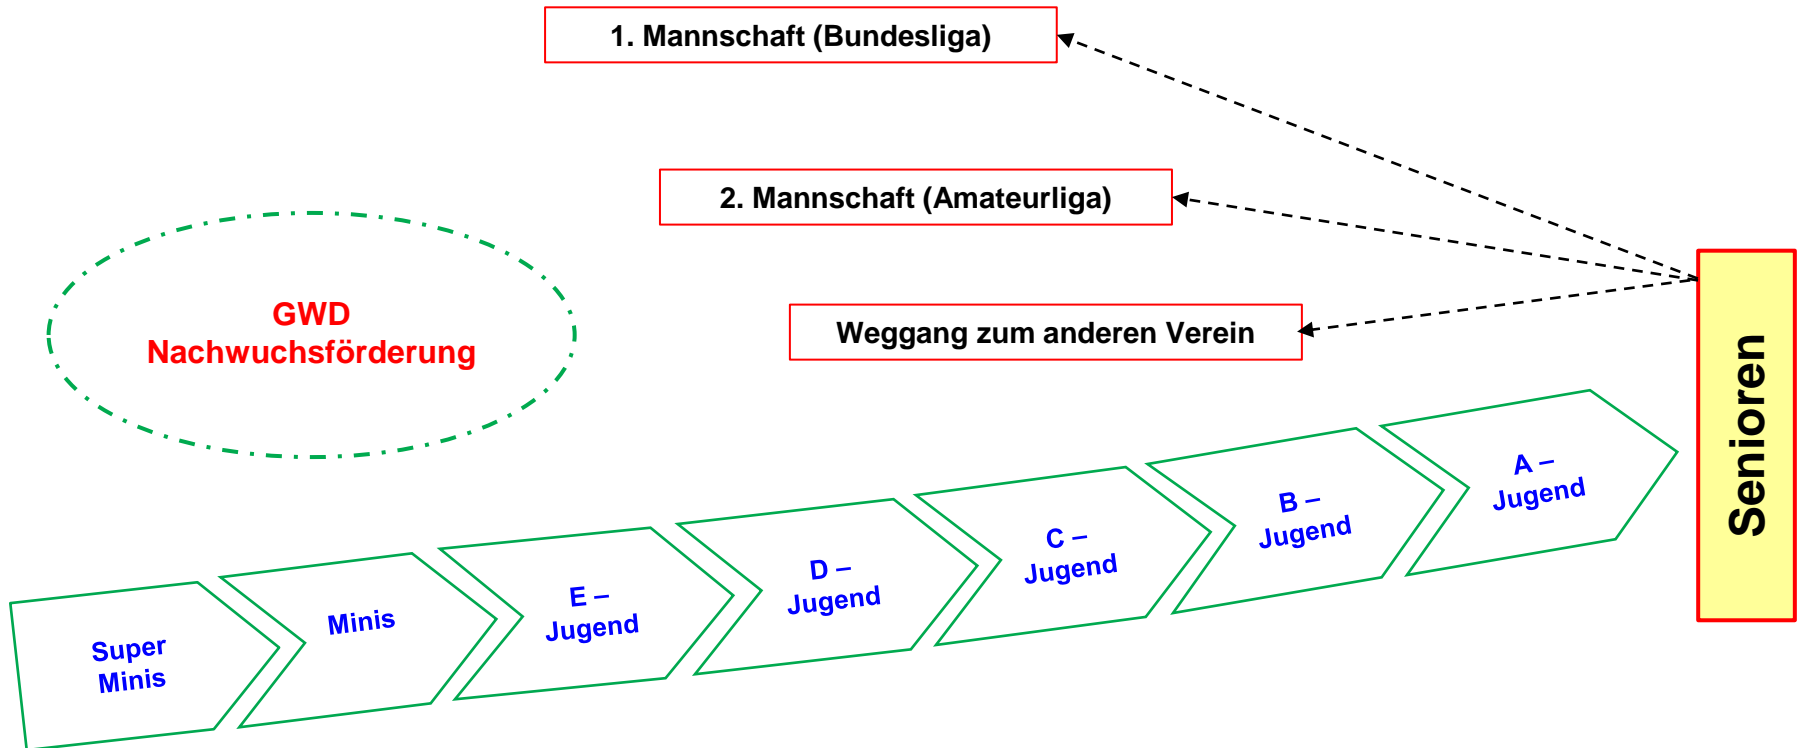 1. Mannschaft (Bundesliga)
2. Mannschaft (Amateurliga)
GWD
Nachwuchsförderung
Weggang zum anderen Verein
Senioren
Super
Minis
Minis
E –
Jugend
D –
Jugend
C –
Jugend
B –
Jugend
A –
Jugend